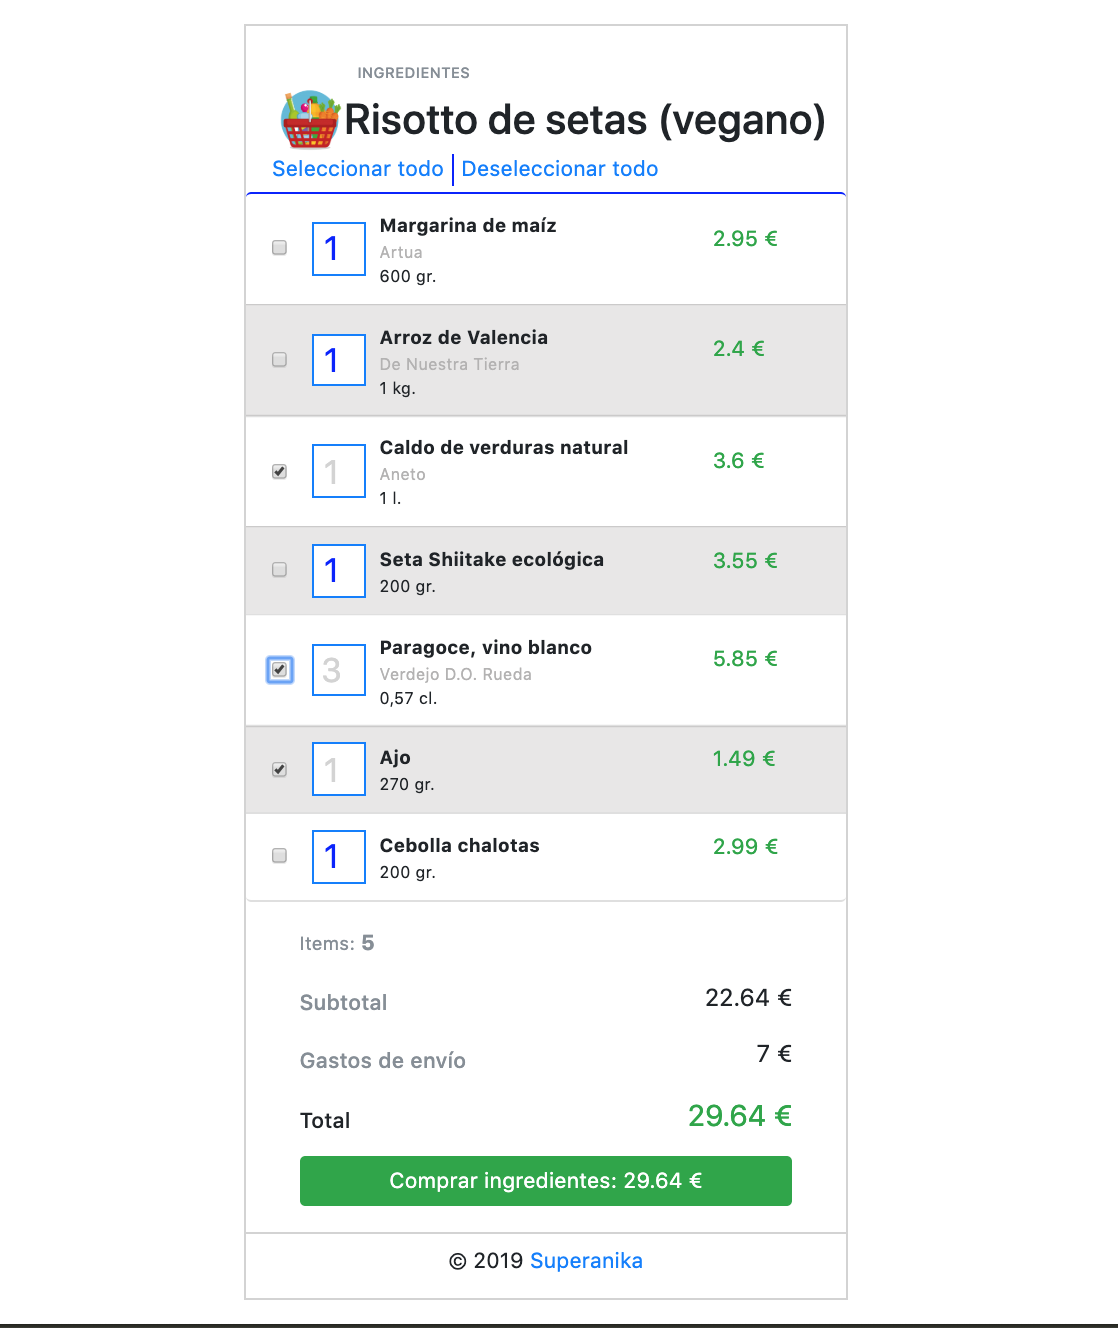 INGREDIENTES
Risotto de setas (vegano)
Seleccionar todo Deseleccionar todo
1 Margarina de maíz 2.95 €
Artua
600 gr.
1 Arroz de Valencia 2.4 €
De Nuestra Tierra
1 kg.
1 Caldo de verduras natural 3.6 €
Aneto
1 l.
1 Seta Shiitake ecológica 3.55 €
200 gr.
3 Paragoce, vino blanco 5.85 €
Verdejo D.O. Rueda
0,57 cl.
1 Ajo 1.49 €
270 gr.
1 Cebolla chalotas 2.99 €
200 gr.
Items: 5
Subtotal 22.64 €
Gastos de envío 7 €
Total 29.64 €
Comprar ingredientes: 29.64 €
© 2019 Superanika